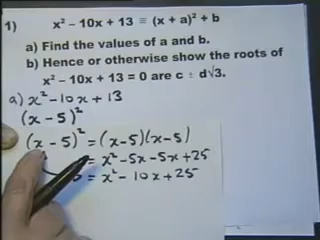 1) x² – 10x + 13 ≡ (x + a)² + b
a) Find the values of a and b.
b) Hence or otherwise show the roots of
x² – 10x + 13 = 0 are c ± d√3.
a) x² – 10x + 13
(x – 5)²
(x – 5)² = (x–5)(x–5)
= x² – 5x – 5x + 25
= x² – 10x + 25